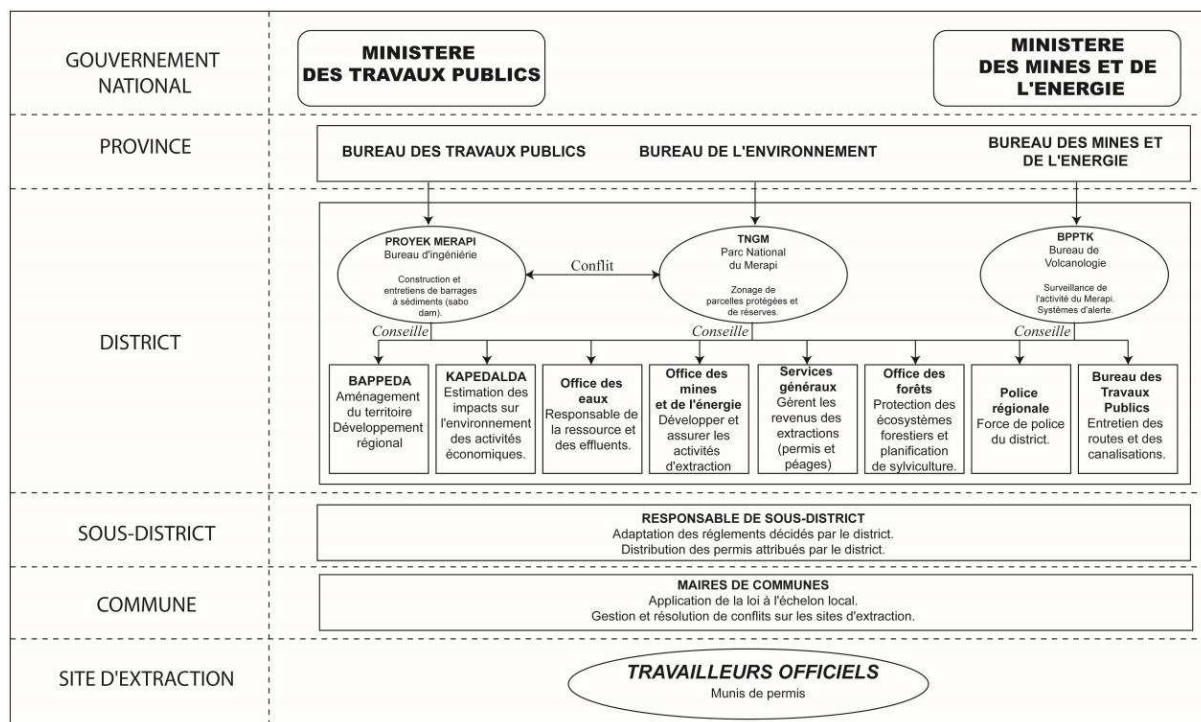 GOUVERNEMENT
NATIONAL
MINISTERE
DES TRAVAUX PUBLICS
MINISTERE
DES MINES ET DE
L'ENERGIE
PROVINCE
BUREAU DES TRAVAUX PUBLICS
BUREAU DE L'ENVIRONNEMENT
BUREAU DES MINES ET
DE L'ENERGIE
DISTRICT
PROYEK MERAPI
Bureau d'ingéniérie
Construction et
entretiens de barrages
à sédiments (sabo
dam).
Conflit
TNGM
Parc National
du Merapi
Zonage de
parcelles protégées et
de réserves.
BPPTK
Bureau de
Volcanologie
Surveillance de
l'activité du Merapi.
Systèmes d'alerte.
Conseille
Conseille
Conseille
BAPPEDA
Aménagement
du territoire
Développement
régional
KAPEDALDA
Estimation des
impacts sur
l'environnement
des activités
économiques.
Office des
eaux
Responsable de
la ressource et
des effluents.
Office des
mines
et de l'énergie
Développer et
assurer les
activités
d'extraction
Services
généraux
Gèrent les
revenus des
extractions
(permis et
péages)
Office des
forêts
Protection des
écosystèmes
forestiers et
planification
de sylviculture.
Police
régionale
Force de police
du district.
Bureau des
Travaux
Publics
Entretien des
routes et des
canalisations.
SOUS-DISTRICT
RESPONSABLE DE SOUS-DISTRICT
Adaptation des réglements décidés par le district.
Distribution des permis attribués par le district.
COMMUNE
MAIRES DE COMMUNES
Application de la loi à l'échelon local.
Gestion et résolution de conflits sur les sites d'extraction.
SITE D'EXTRACTION
TRAVAILLEURS OFFICIELS
Munis de permis